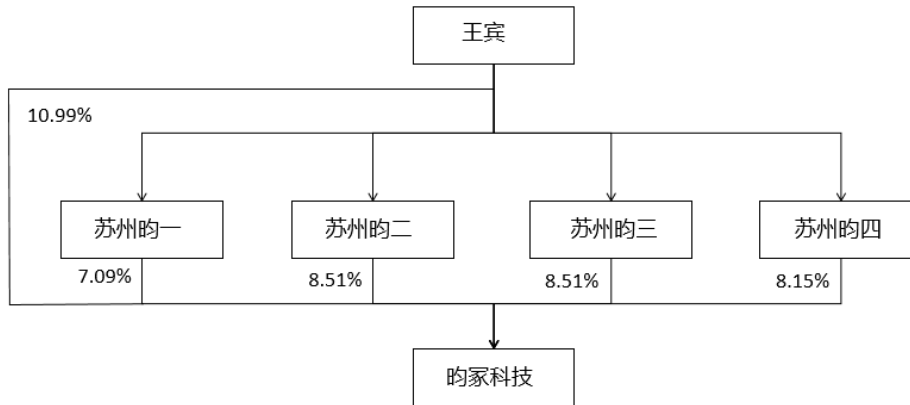 王宾
10.99%
苏州昀一
苏州昀二
苏州昀三
苏州昀四
7.09%
8.51%
8.51%
8.15%
昀冢科技